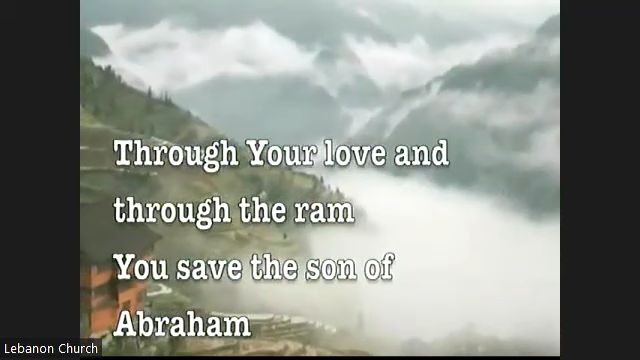 Through Your love and
through the ram
You save the son of
Abraham
Lebanon Church